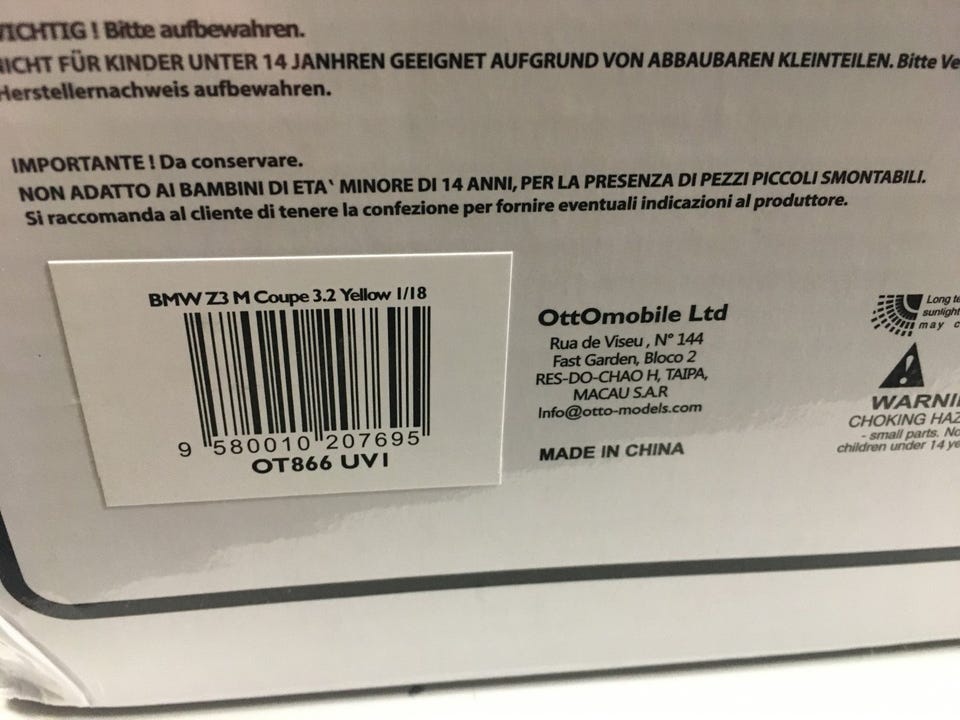 WICHTIG ! Bitte aufbewahren.
NICHT FÜR KINDER UNTER 14 JANHREN GEEIGNET AUFGRUND VON ABBAUBAREN KLEINTEILEN. Bitte Ve
Herstellernachweis aufbewahren.
IMPORTANTE ! Da conservare.
NON ADATTO AI BAMBINI DI ETA` MINORE DI 14 ANNI, PER LA PRESENZA DI PEZZI PICCOLI SMONTABILI.
Si raccomanda al cliente di tenere la confezione per fornire eventuali indicazioni al produttore.
BMW Z3 M Coupe 3.2 Yellow 1/18
9 580010 207695
OT866 UV1
OttOmobile Ltd
Rua de Viseu , N° 144
Fast Garden, Bloco 2
RES-DO-CHAO H, TAIPA,
MACAU S.A.R
Info@otto-models.com
MADE IN CHINA
Long te
sunlight
may c
WARNI
CHOKING HAZ
- small parts. No
children under 14 ye